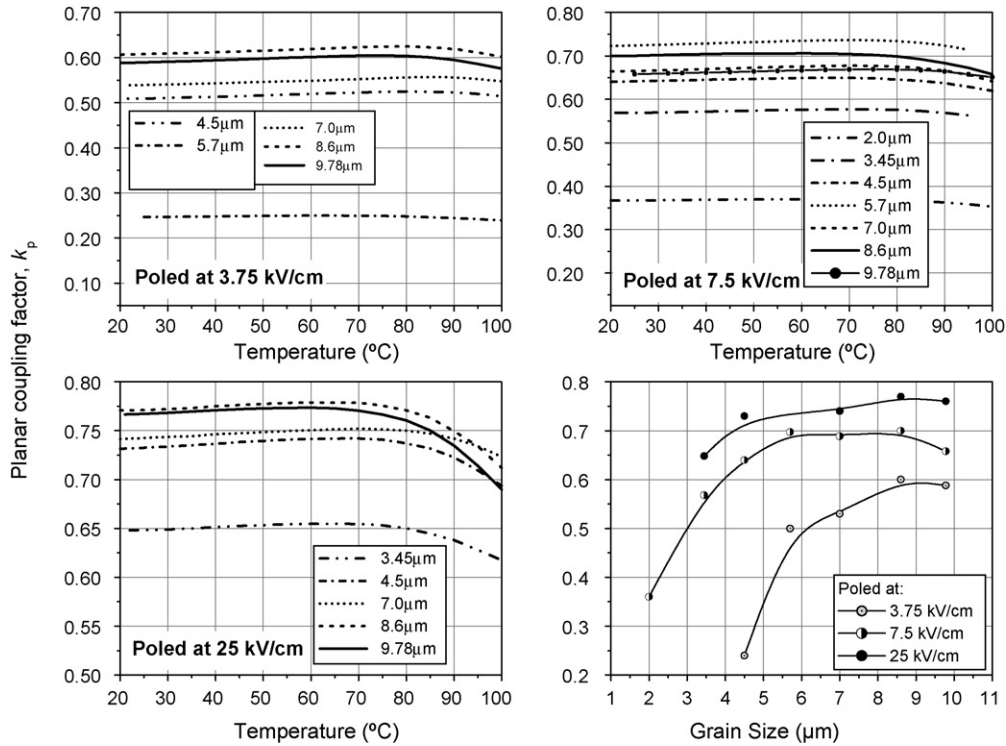 Planar coupling factor, kp
0.70
0.60
0.50
0.40
0.30
0.20
0.10
4.5µm
5.7µm
7.0µm
8.6µm
9.78µm
Poled at 3.75 kV/cm
20 30 40 50 60 70 80 90 100
Temperature (ºC)
0.80
0.70
0.60
0.50
0.40
0.30
0.20
2.0µm
3.45µm
4.5µm
5.7µm
7.0µm
8.6µm
9.78µm
Poled at 7.5 kV/cm
20 30 40 50 60 70 80 90 100
Temperature (ºC)
0.80
0.75
0.70
0.65
0.60
0.55
0.50
3.45µm
4.5µm
7.0µm
8.6µm
9.78µm
Poled at 25 kV/cm
20 30 40 50 60 70 80 90 100
Temperature (ºC)
0.8
0.7
0.6
0.5
0.4
0.3
0.2
Poled at:
3.75 kV/cm
7.5 kV/cm
25 kV/cm
1 2 3 4 5 6 7 8 9 10 11
Grain Size (µm)